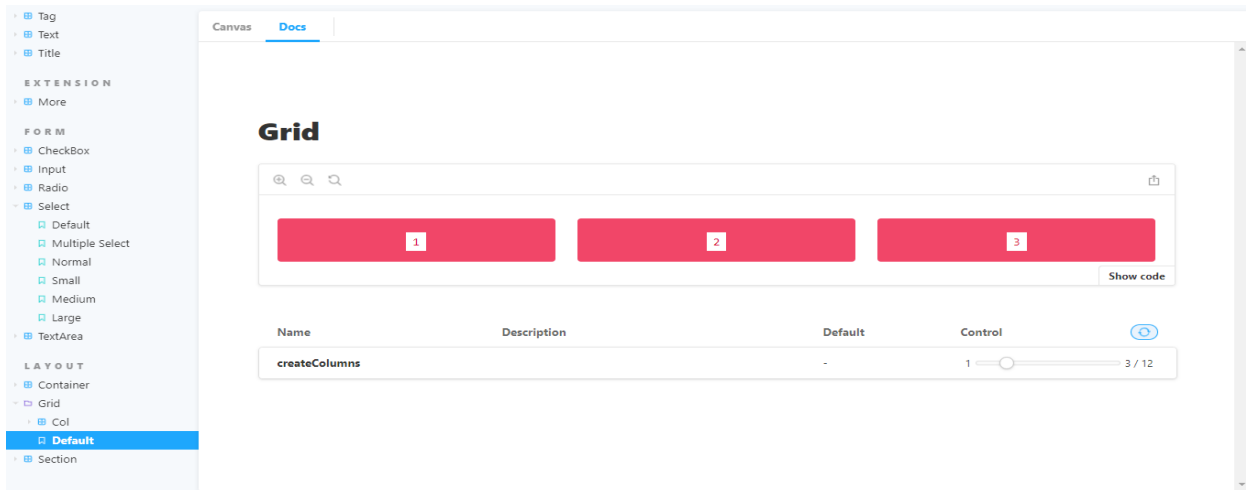 Tag
Text
Title
EXTENSION
More
FORM
CheckBox
Input
Radio
Select
Default
Multiple Select
Normal
Small
Medium
Large
TextArea
LAYOUT
Container
Grid
Col
Default
Section
Canvas Docs
Grid
1 2 3
Show code
Name Description Default Control
createColumns - 1 3 / 12